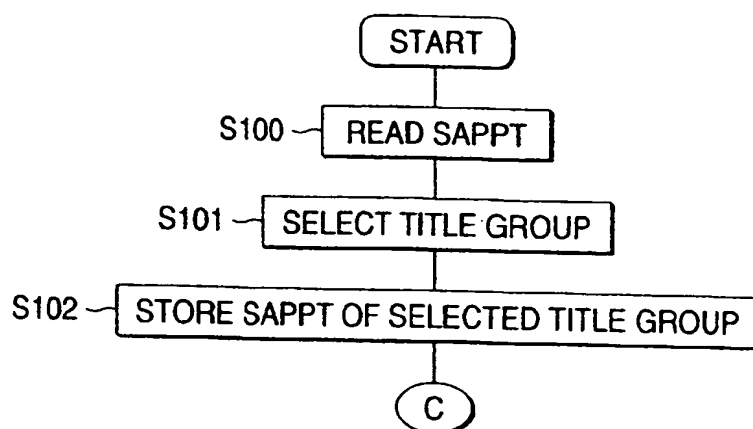 START
S100 READ SAPPT
S101 SELECT TITLE GROUP
S102 STORE SAPPT OF SELECTED TITLE GROUP
C